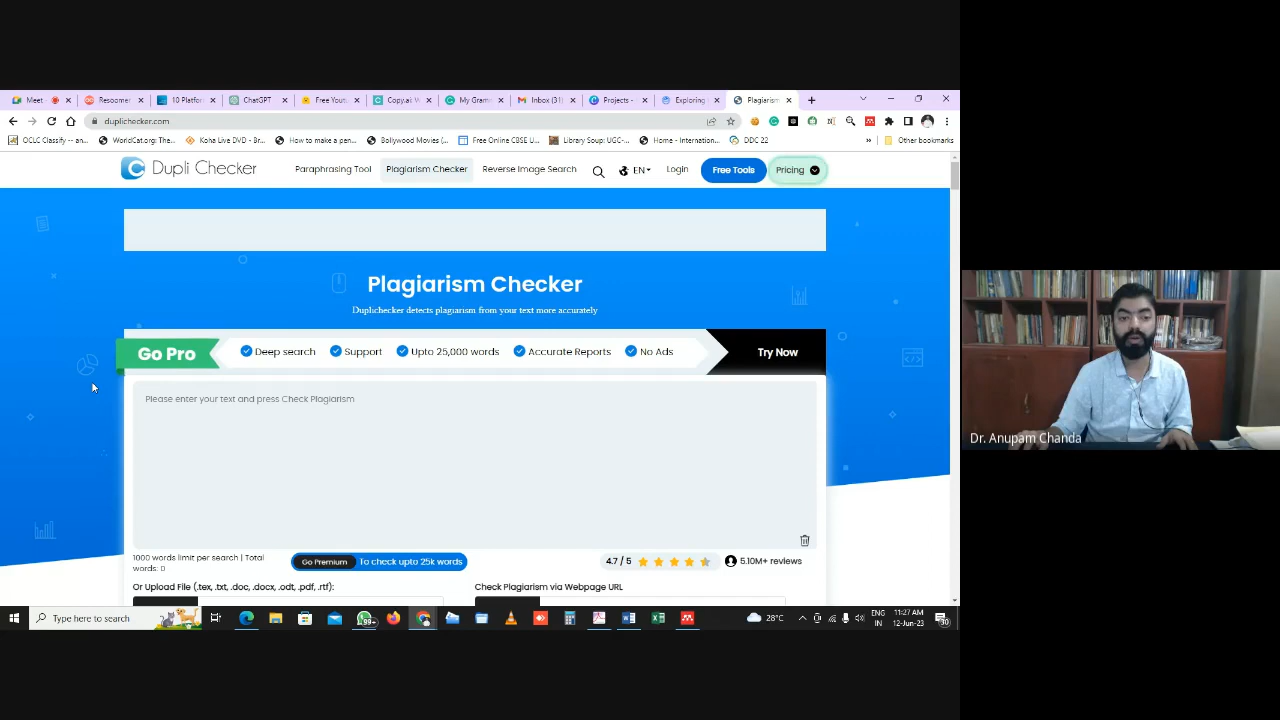 Meet
Resoomer
10 Platfor
ChatGPT
Free Yout
Copy.ai: W
My Gram
Inbox (31)
Projects -
Exploring
Plagiarism
duplichecker.com
OCLC Classify -- an...
WorldCat.org: The...
Koha Live DVD - Br...
How to make a pen...
Bollywood Movies (...
Free Online CBSE U...
Library Soup: UGC-...
Home - Internation...
DDC 22
»
Other bookmarks
Dupli Checker
Paraphrasing Tool
Plagiarism Checker
Reverse Image Search
EN
Login
Free Tools
Pricing
Plagiarism Checker
Duplichecker detects plagiarism from your text more accurately
Go Pro
Deep search
Support
Upto 25,000 words
Accurate Reports
No Ads
Try Now
Please enter your text and press Check Plagiarism
1000 words limit per search | Total
words: 0
Go Premium
To check upto 25k words
4.7 / 5
5.10M+ reviews
Or Upload File (.tex, .txt, .doc, .docx, .odt, .pdf, .rtf):
Check Plagiarism via Webpage URL
Type here to search
99+
28°C
ENG
IN
11:27 AM
12-Jun-23
30
Dr. Anupam Chanda